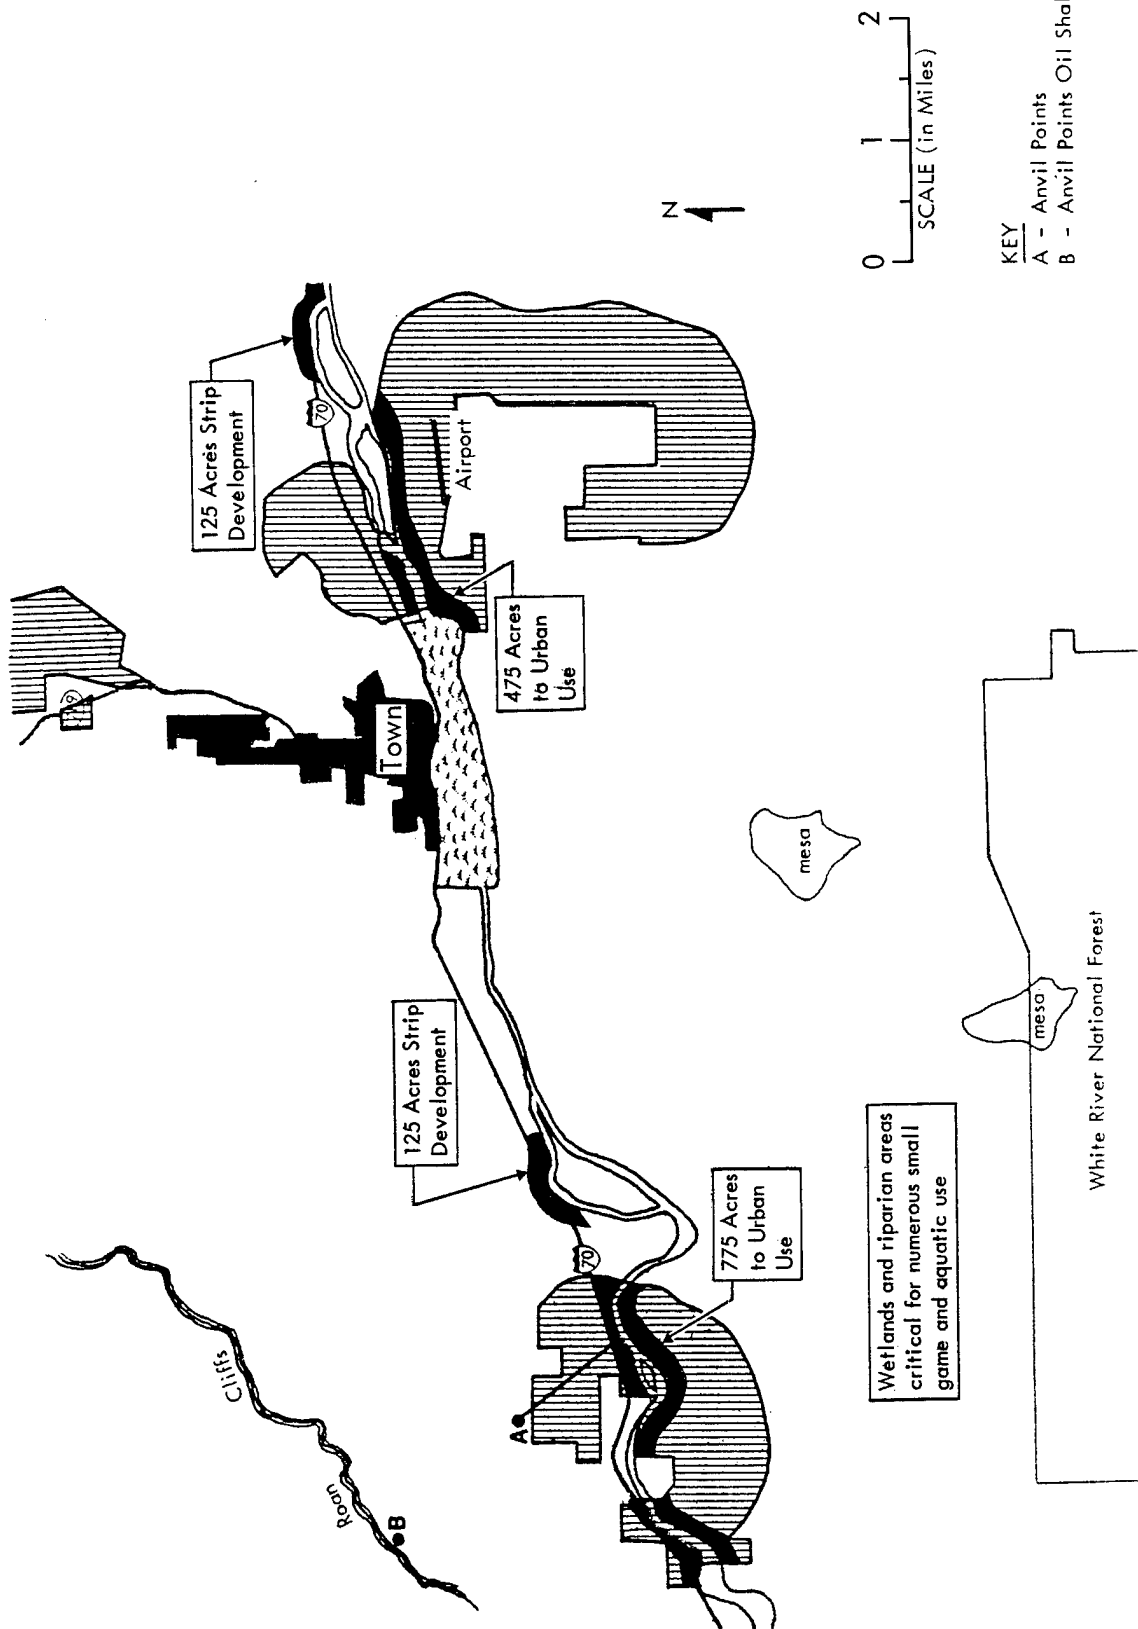 125 Acres Strip
Development
70
Airport
475 Acres
to Urban
Use
Town
125 Acres Strip
Development
70
775 Acres
to Urban
Use
Cliffs
Roan
A
B
mesa
mesa
White River National Forest
Wetlands and riparian areas
critical for numerous small
game and aquatic use
N
0 1 2
SCALE (in Miles)
KEY
A - Anvil Points
B - Anvil Points Oil Shal